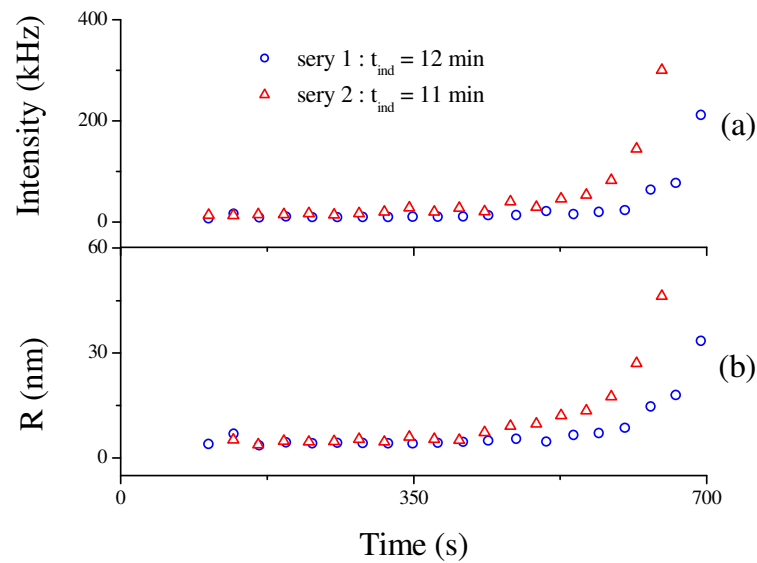 400
200
0
Intensity (kHz)
sery 1 : t_ind = 12 min
sery 2 : t_ind = 11 min
(a)
60
30
0
R (nm)
(b)
0
350
700
Time (s)